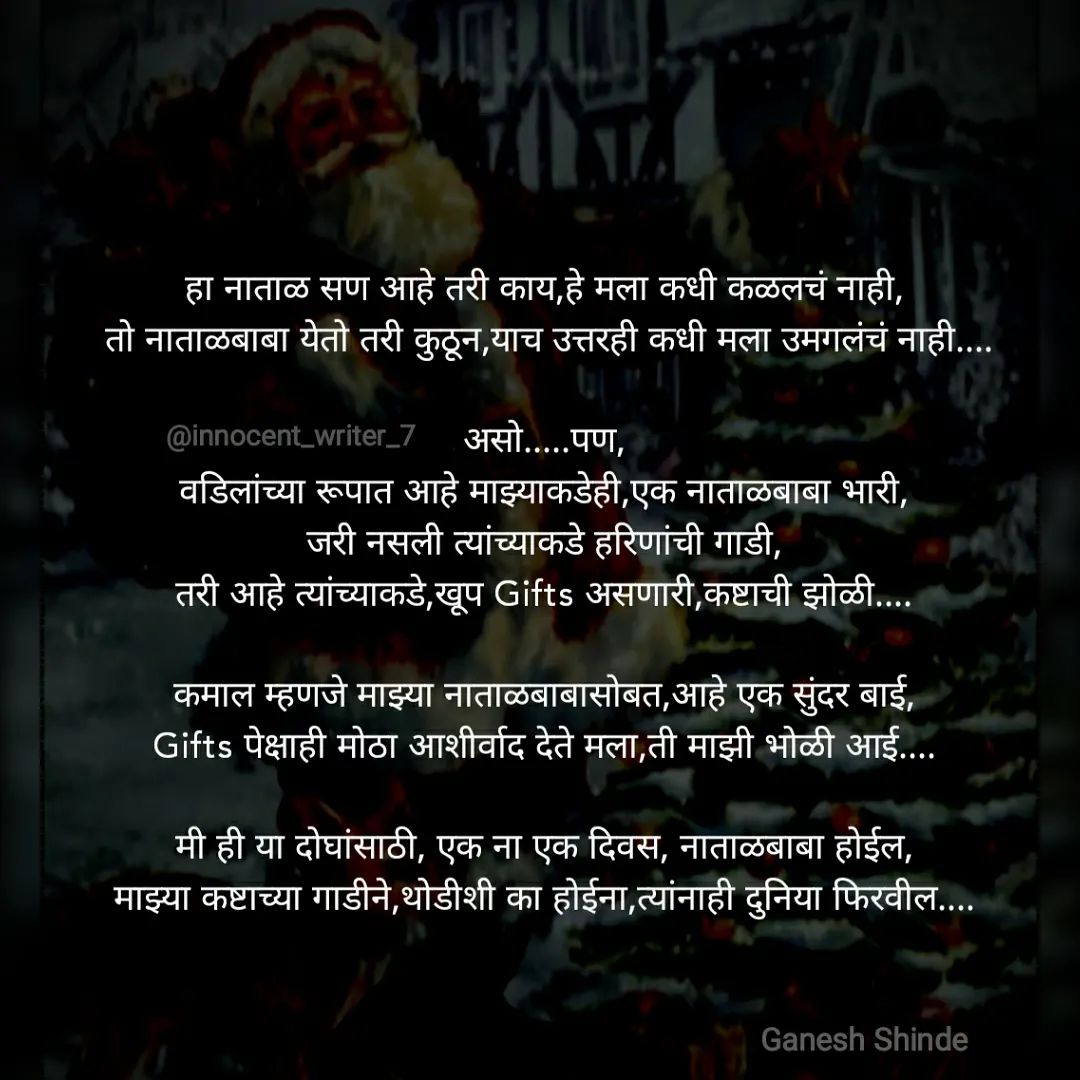 हा नाताळ सण आहे तरी काय,हे मला कधी कळलचं नाही,
तो नाताळबाबा येतो तरी कुठून,याच उत्तरही कधी मला उमगलंचं नाही....
@innocent_writer_7
असो.....पण,
वडिलांच्या रूपात आहे माझ्याकडेही,एक नाताळबाबा भारी,
जरी नसली त्यांच्याकडे हरिणांची गाडी,
तरी आहे त्यांच्याकडे,खूप Gifts असणारी,कष्टाची झोळी....
कमाल म्हणजे माझ्या नाताळबाबासोबत,आहे एक सुंदर बाई,
Gifts पेक्षाही मोठा आशीर्वाद देते मला,ती माझी भोळी आई....
मी ही या दोघांसाठी, एक ना एक दिवस, नाताळबाबा होईल,
माझ्या कष्टाच्या गाडीने,थोडीशी का होईना,त्यांनाही दुनिया फिरवील....
Ganesh Shinde